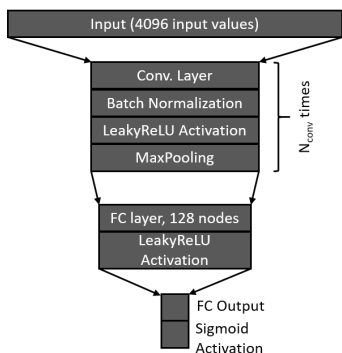 Input (4096 input values)
Conv. Layer
Batch Normalization
LeakyReLU Activation
MaxPooling
N_conv times
FC layer, 128 nodes
LeakyReLU
Activation
FC Output
Sigmoid
Activation